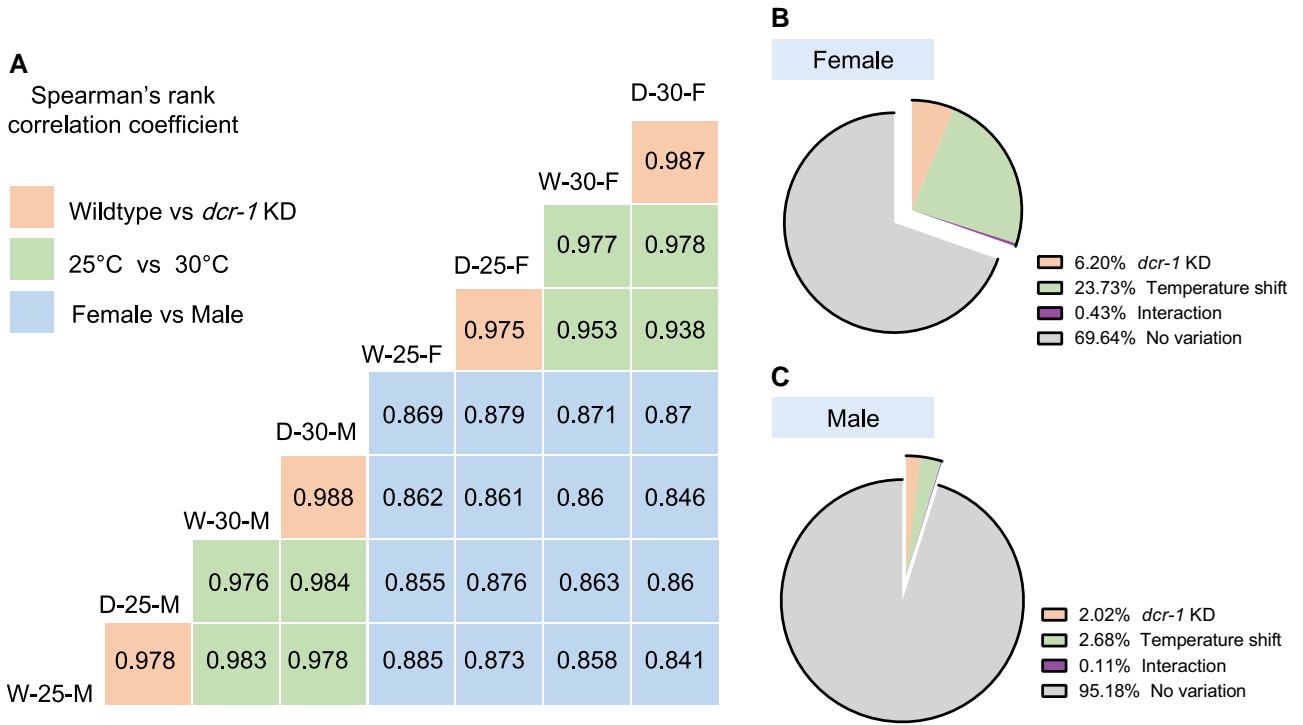 A
Spearman's rank
correlation coefficient
Wildtype vs dcr-1 KD
25°C vs 30°C
Female vs Male
D-30-F
0.987
W-30-F
0.977 0.978
D-25-F
0.975 0.953 0.938
W-25-F
0.869 0.879 0.871 0.87
D-30-M
0.988 0.862 0.861 0.86 0.846
W-30-M
0.976 0.984 0.855 0.876 0.863 0.86
D-25-M
0.978 0.983 0.978 0.885 0.873 0.858 0.841
W-25-M
B
Female
6.20% dcr-1 KD
23.73% Temperature shift
0.43% Interaction
69.64% No variation
C
Male
2.02% dcr-1 KD
2.68% Temperature shift
0.11% Interaction
95.18% No variation